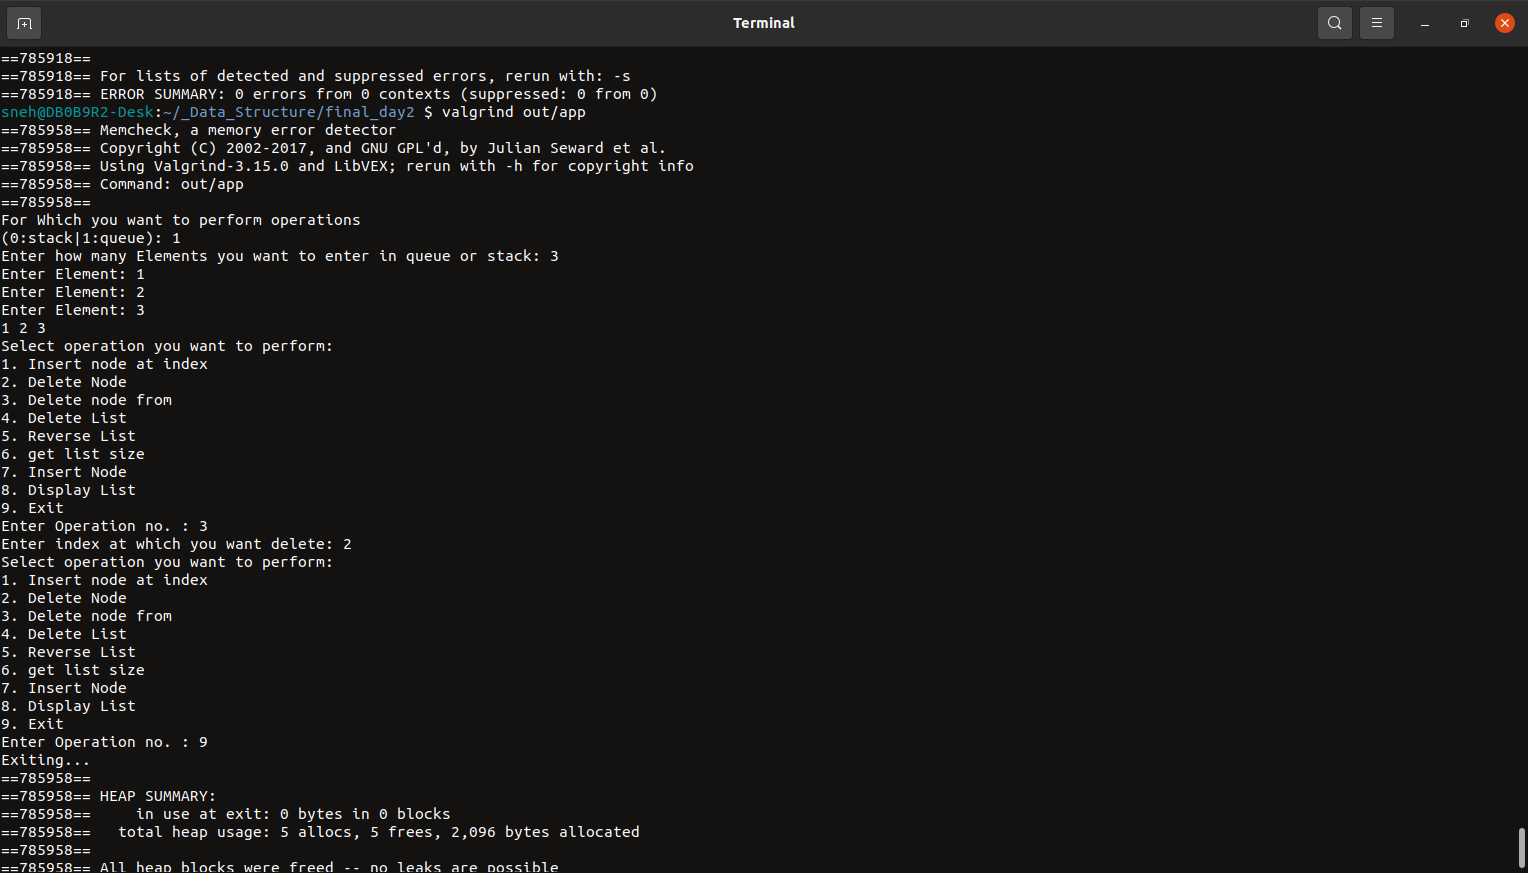 Terminal
==785918==
==785918== For lists of detected and suppressed errors, rerun with: -s
==785918== ERROR SUMMARY: 0 errors from 0 contexts (suppressed: 0 from 0)
sneh@DB0B9R2-Desk:~/_Data_Structure/final_day2 $ valgrind out/app
==785958== Memcheck, a memory error detector
==785958== Copyright (C) 2002-2017, and GNU GPL'd, by Julian Seward et al.
==785958== Using Valgrind-3.15.0 and LibVEX; rerun with -h for copyright info
==785958== Command: out/app
==785958==
For Which you want to perform operations
(0:stack|1:queue): 1
Enter how many Elements you want to enter in queue or stack: 3
Enter Element: 1
Enter Element: 2
Enter Element: 3
1 2 3
Select operation you want to perform:
1. Insert node at index
2. Delete Node
3. Delete node from
4. Delete List
5. Reverse List
6. get list size
7. Insert Node
8. Display List
9. Exit
Enter Operation no. : 3
Enter index at which you want delete: 2
Select operation you want to perform:
1. Insert node at index
2. Delete Node
3. Delete node from
4. Delete List
5. Reverse List
6. get list size
7. Insert Node
8. Display List
9. Exit
Enter Operation no. : 9
Exiting...
==785958==
==785958== HEAP SUMMARY:
==785958==     in use at exit: 0 bytes in 0 blocks
==785958==   total heap usage: 5 allocs, 5 frees, 2,096 bytes allocated
==785958==
==785958== All heap blocks were freed -- no leaks are possible